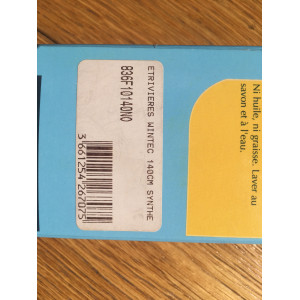 ETRIVIERES WINTEC 140CM SYNTHE
836F10140NO
3661254267075
Ni huile, ni graisse. Laver au
savon et à l'eau.